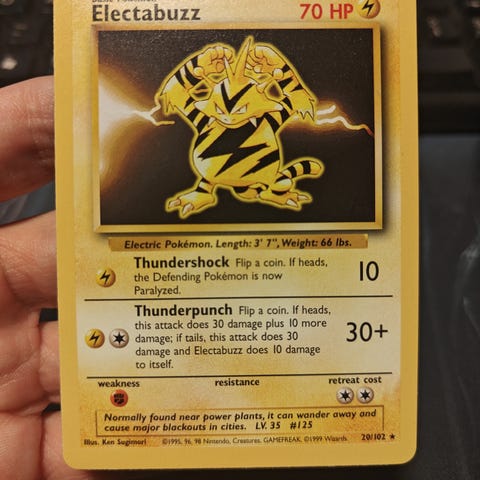 Basic Pokémon
Electabuzz 70 HP
Electric Pokémon. Length: 3' 7", Weight: 66 lbs.
Thundershock Flip a coin. If heads,
the Defending Pokémon is now
Paralyzed.
10
Thunderpunch Flip a coin. If heads,
this attack does 30 damage plus 10 more
damage; if tails, this attack does 30
damage and Electabuzz does 10 damage
to itself.
30+
weakness resistance retreat cost
Normally found near power plants, it can wander away and
cause major blackouts in cities. LV. 35 #125
Illus. Ken Sugimori ©1995, 96, 98 Nintendo, Creatures, GAMEFREAK. ©1999 Wizards. 20/102 ★